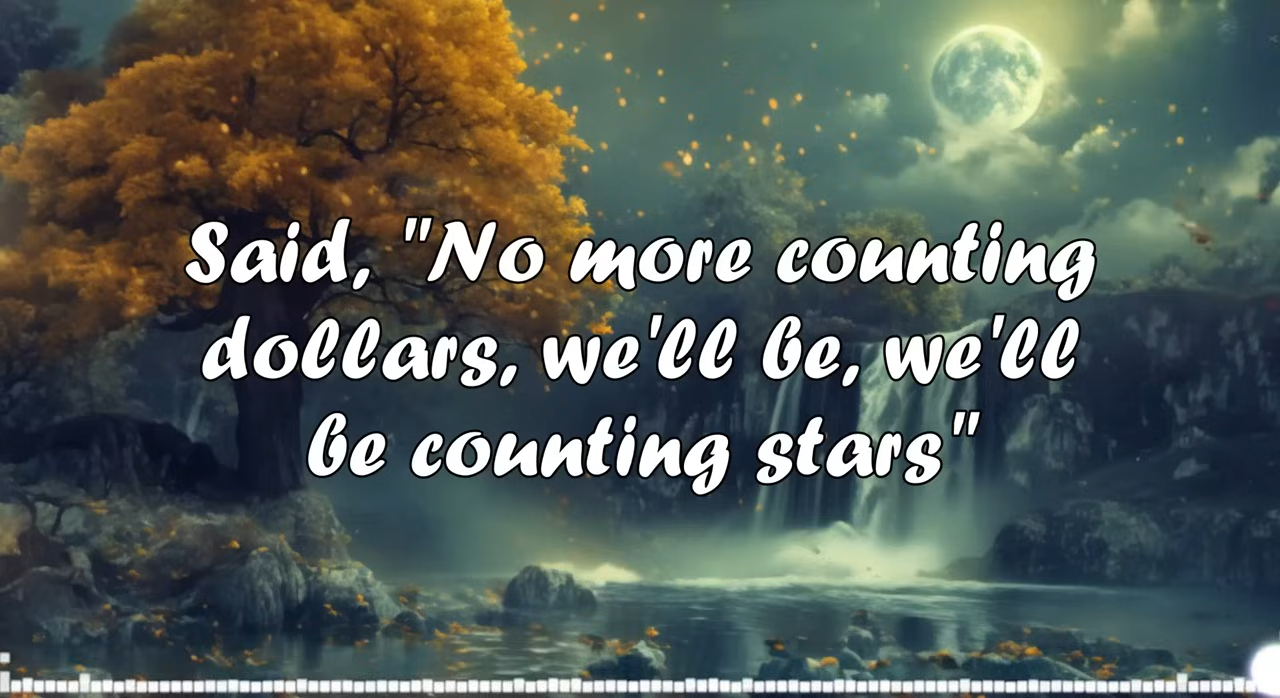 Said, "No more counting
dollars, we'll be, we'll
be counting stars"